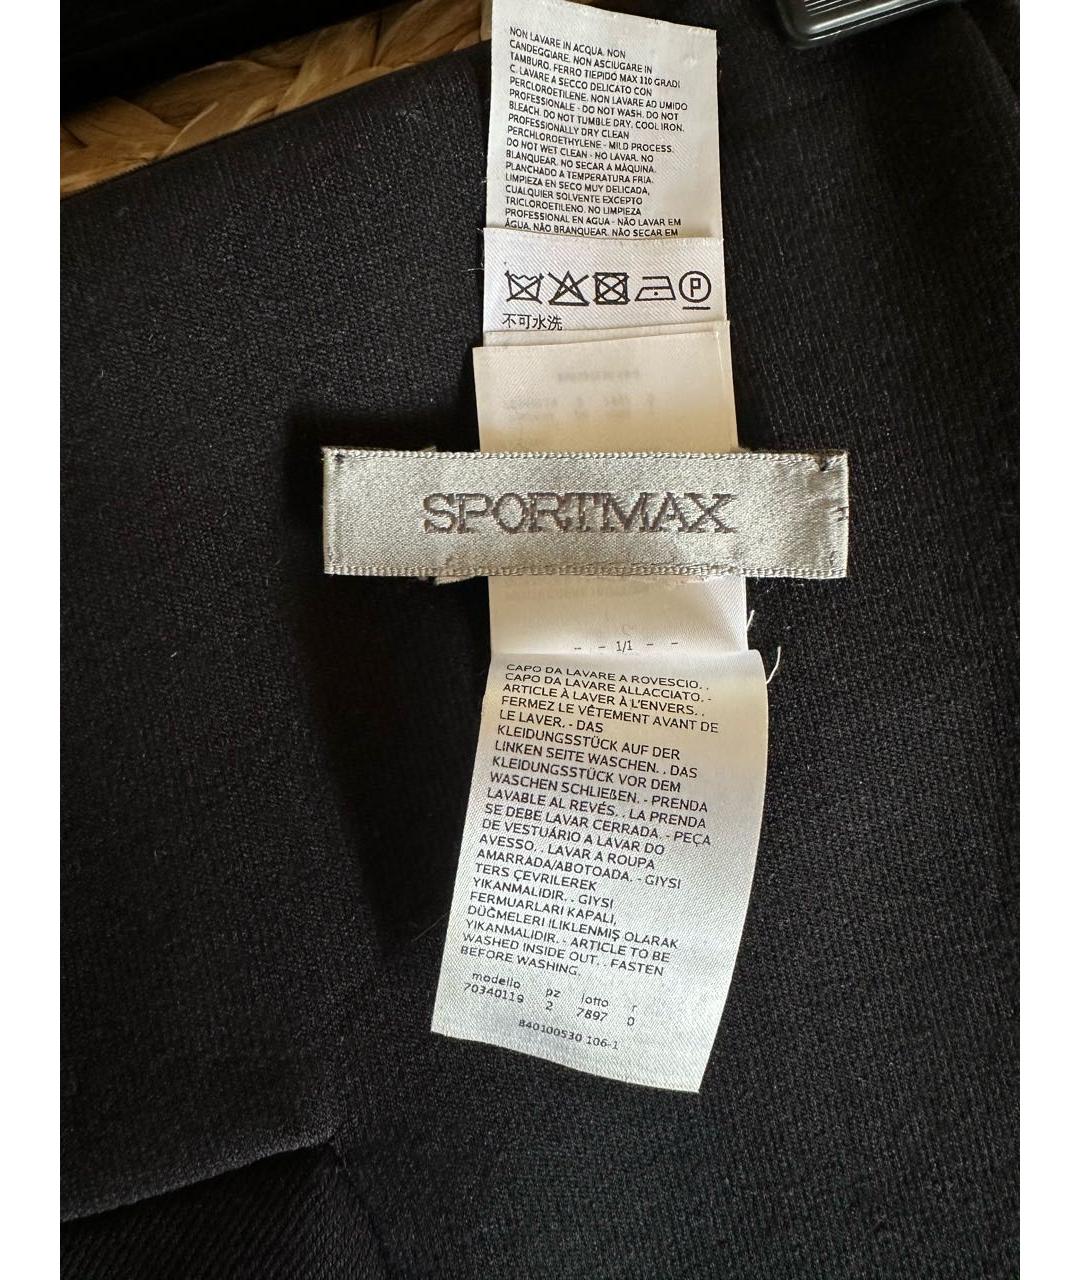 NON LAVARE IN ACQUA. NON
CANDEGGIARE. NON ASCIUGARE IN
TAMBURO. FERRO TIEPIDO MAX 110 GRADI
C. LAVARE A SECCO DELICATO CON
PERCLOROETILENE. NON LAVARE AD UMIDO
PROFESSIONALE - DO NOT WASH. DO NOT
BLEACH. DO NOT TUMBLE DRY. COOL IRON.
PROFESSIONALLY DRY CLEAN
PERCHLOROETHYLENE - MILD PROCESS.
DO NOT WET CLEAN - NO LAVAR. NO
BLANQUEAR. NO SECAR A MÁQUINA.
PLANCHADO A TEMPERATURA FRIA.
LIMPIEZA EN SECO MUY DELICADA,
CUALQUIER SOLVENTE EXCEPTO
TRICLOROETILENO. NO LIMPIEZA
PROFESSIONAL EN AGUA - NÃO LAVAR EM
ÁGUA. NÃO BRANQUEAR. NÃO SECAR EM
P
不可水洗
SPORTMAX
- - 1/1 - -
CAPO DA LAVARE A ROVESCIO. .
CAPO DA LAVARE ALLACCIATO. -
ARTICLE À LAVER À L'ENVERS. .
FERMEZ LE VÊTEMENT AVANT DE
LE LAVER. - DAS
KLEIDUNGSSTÜCK AUF DER
LINKEN SEITE WASCHEN. . DAS
KLEIDUNGSSTÜCK VOR DEM
WASCHEN SCHLIEßEN. - PRENDA
LAVABLE AL REVÉS. . LA PRENDA
SE DEBE LAVAR CERRADA. - PEÇA
DE VESTUÁRIO A LAVAR DO
AVESSO. . LAVAR A ROUPA
AMARRADA/ABOTOADA. - GIYSI
TERS ÇEVRILEREK
YIKANMALIDIR. . GIYSI
FERMUARLARI KAPALI,
DÜĞMELERI ILIKLENMIŞ OLARAK
YIKANMALIDIR. - ARTICLE TO BE
WASHED INSIDE OUT. . FASTEN
BEFORE WASHING.
modello pz lotto r
70340119 2 7897 0
840100530 106-1